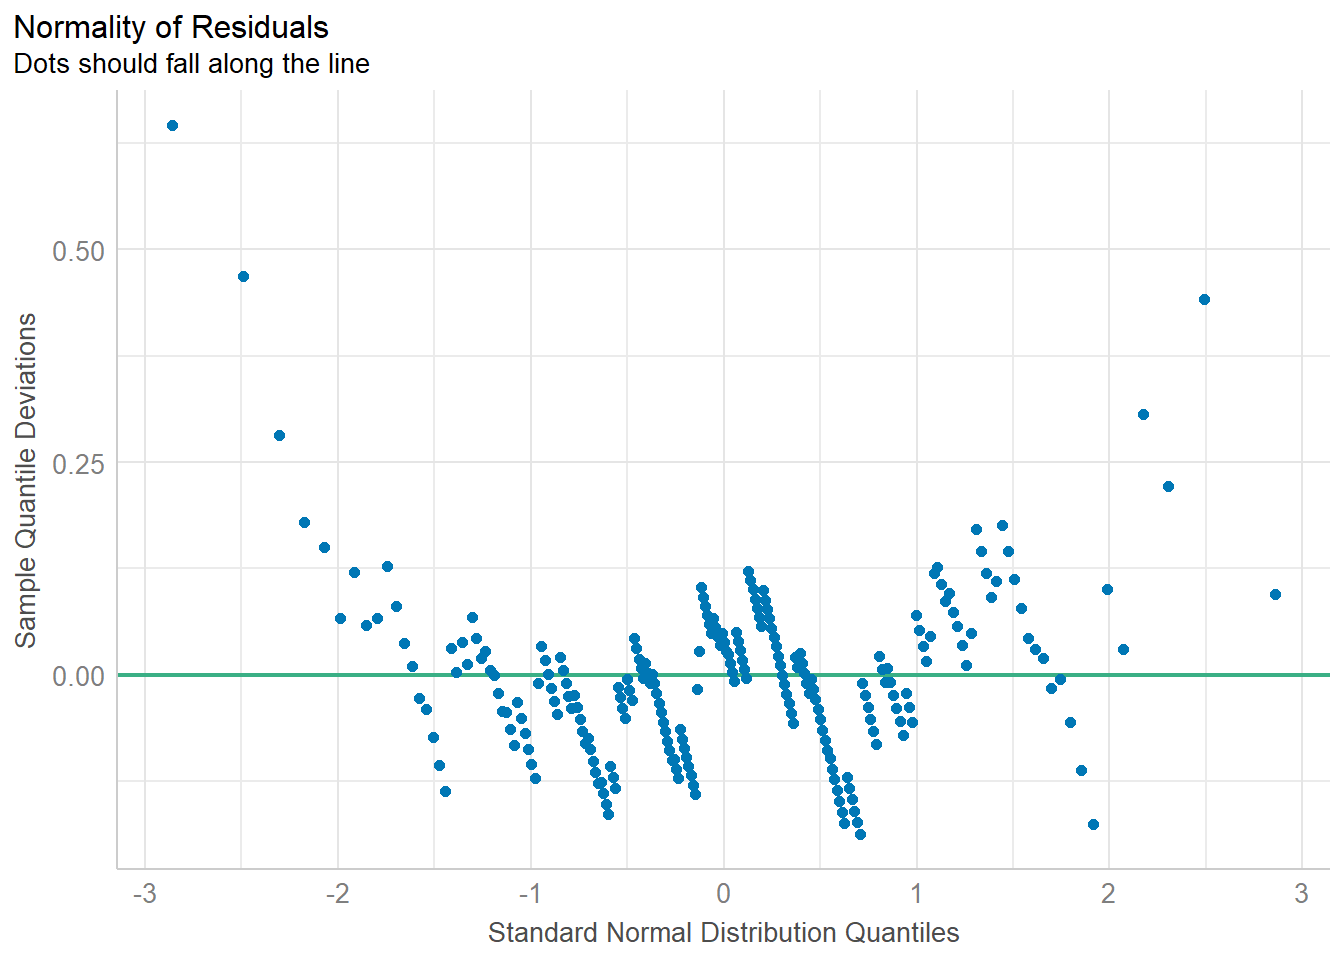 Normality of Residuals
Dots should fall along the line
Sample Quantile Deviations
0.50
0.25
0.00
-3 -2 -1 0 1 2 3
Standard Normal Distribution Quantiles